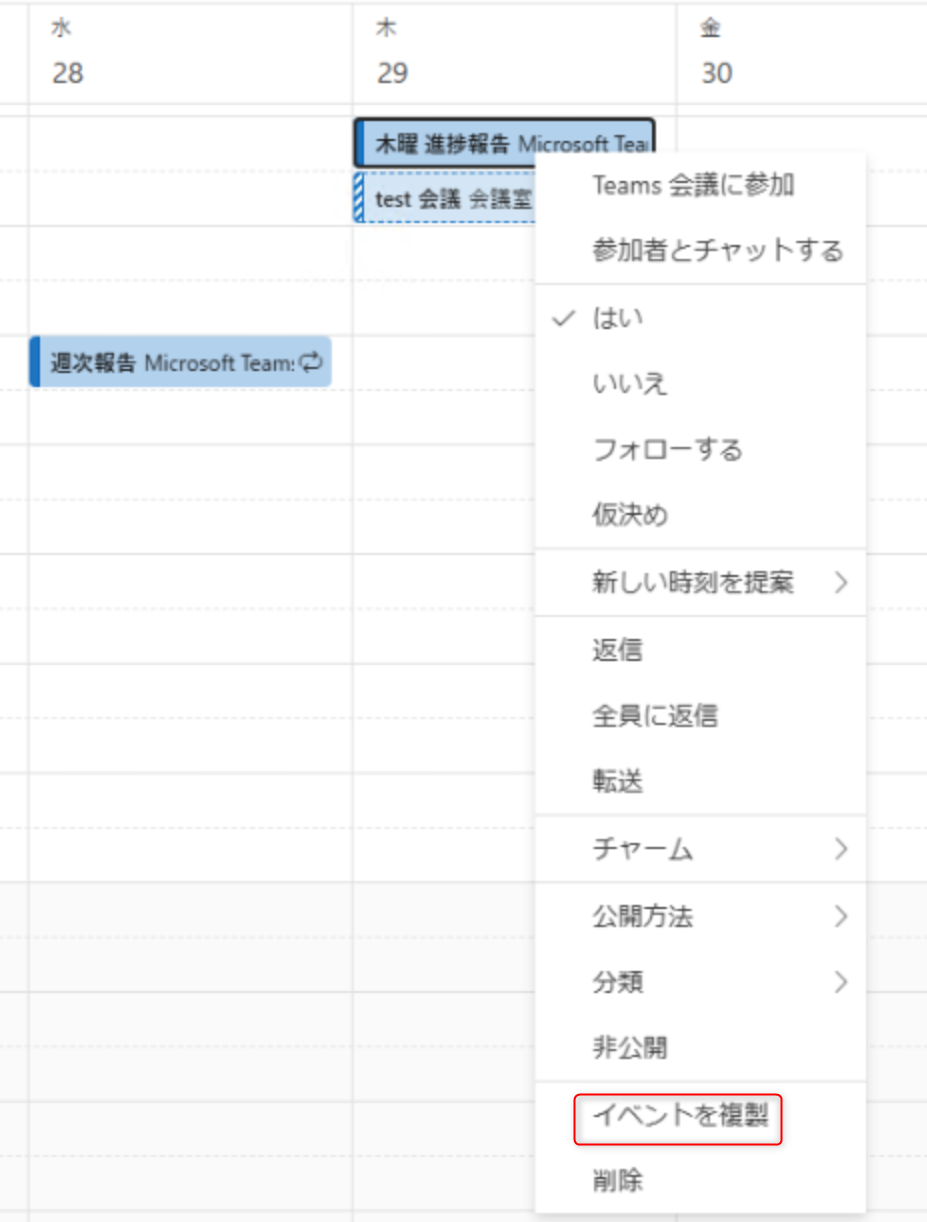 水
28
木
29
金
30
木曜 進捗報告 Microsoft Tea
test 会議 会議室
週次報告 Microsoft Teams
Teams 会議に参加
参加者とチャットする
はい
いいえ
フォローする
仮決め
新しい時刻を提案
返信
全員に返信
転送
チャーム
公開方法
分類
非公開
イベントを複製
削除